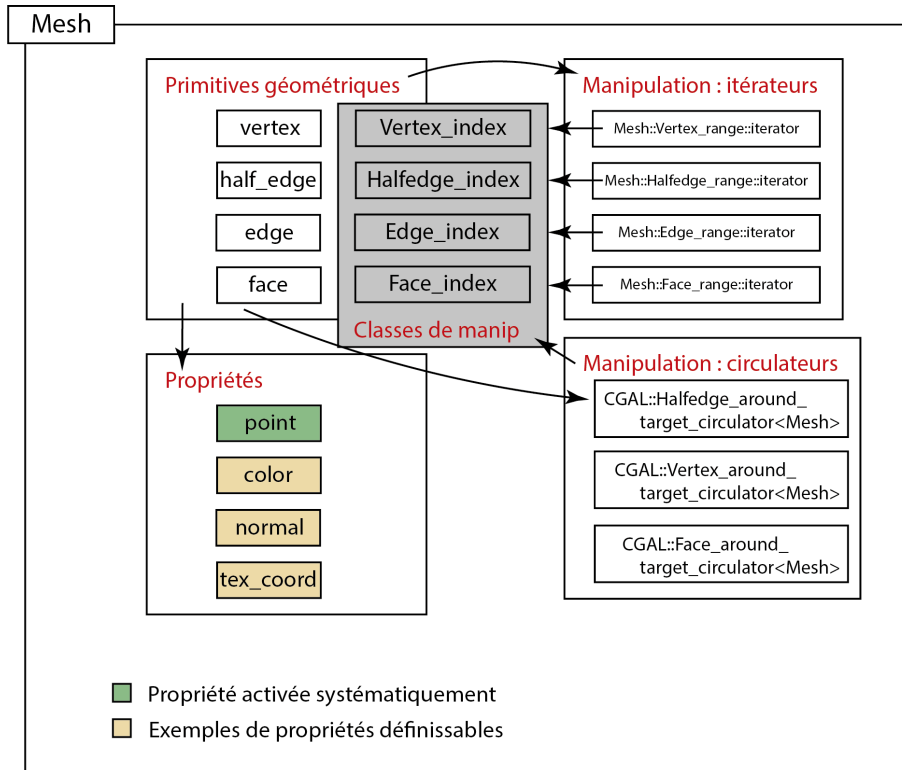 Mesh
Primitives géométriques
vertex
half_edge
edge
face
Vertex_index
Halfedge_index
Edge_index
Face_index
Classes de manip
Manipulation : itérateurs
Mesh::Vertex_range::iterator
Mesh::Halfedge_range::iterator
Mesh::Edge_range::iterator
Mesh::Face_range::iterator
Propriétés
point
color
normal
tex_coord
Manipulation : circulateurs
CGAL::Halfedge_around_
target_circulator<Mesh>
CGAL::Vertex_around_
target_circulator<Mesh>
CGAL::Face_around_
target_circulator<Mesh>
Propriété activée systématiquement
Exemples de propriétés définissables